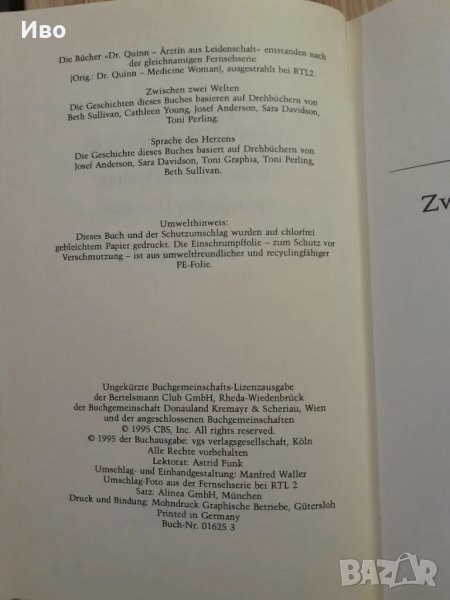 Иво
Die Bücher »Dr. Quinn – Ärztin aus Leidenschaft« entstanden nach
der gleichnamigen Fernsehserie
(Orig.: Dr. Quinn – Medicine Woman), ausgestrahlt bei RTL2.
Zwischen zwei Welten
Die Geschichten dieses Buches basieren auf Drehbüchern von
Beth Sullivan, Cathleen Young, Josef Anderson, Sara Davidson,
Toni Perling.
Sprache des Herzens
Die Geschichte dieses Buches basiert auf Drehbüchern von
Josef Anderson, Sara Davidson, Toni Graphia, Toni Perling,
Beth Sullivan.
Umwelthinweis:
Dieses Buch und der Schutzumschlag wurden auf chlorfrei
gebleichtem Papier gedruckt. Die Einschrumpffolie – zum Schutz vor
Verschmutzung – ist aus umweltfreundlicher und recyclingfähiger
PE-Folie.
Ungekürzte Buchgemeinschafts-Lizenzausgabe
der Bertelsmann Club GmbH, Rheda-Wiedenbrück
der Buchgemeinschaft Donauland Kremayr & Scheriau, Wien
und der angeschlossenen Buchgemeinschaften
© 1995 CBS, Inc. All rights reserved.
© 1995 der Buchausgabe: vgs verlagsgesellschaft, Köln
Alle Rechte vorbehalten
Lektorat: Astrid Funk
Umschlag- und Einbandgestaltung: Manfred Waller
Umschlag-Foto aus der Fernsehserie bei RTL 2
Satz: Alinea GmbH, München
Druck und Bindung: Mohndruck Graphische Betriebe, Gütersloh
Printed in Germany
Buch-Nr. 01625 3
Zw
bazar.bg